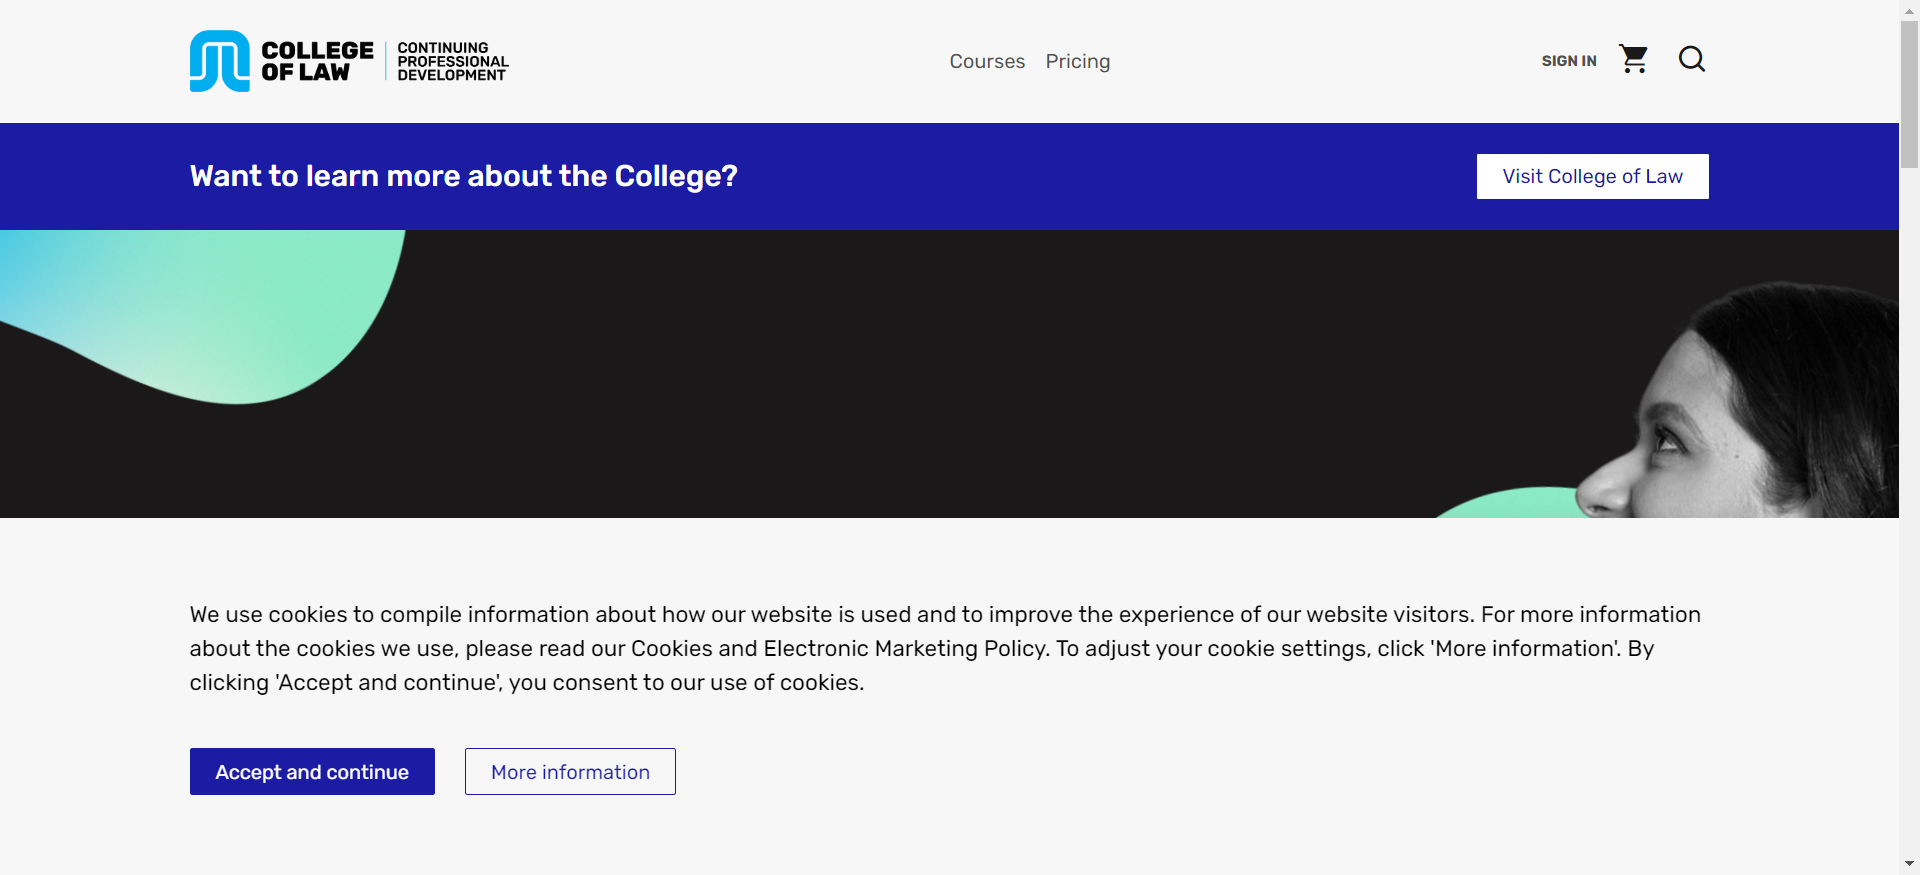 COLLEGE
OF LAW
CONTINUING
PROFESSIONAL
DEVELOPMENT
Courses
Pricing
SIGN IN
Want to learn more about the College?
Visit College of Law
We use cookies to compile information about how our website is used and to improve the experience of our website visitors. For more information
about the cookies we use, please read our Cookies and Electronic Marketing Policy. To adjust your cookie settings, click 'More information'. By
clicking 'Accept and continue', you consent to our use of cookies.
Accept and continue
More information